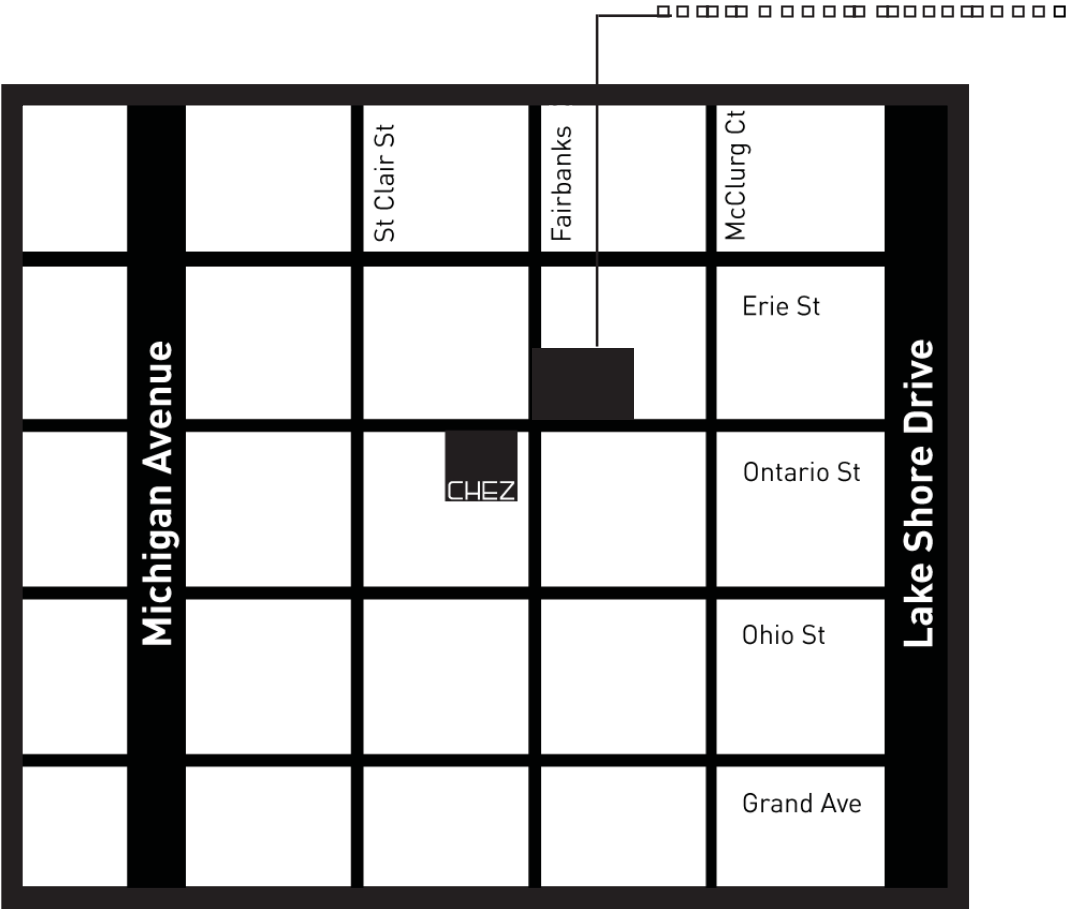 St Clair St
Fairbanks
McClurg Ct
Erie St
Michigan Avenue
Lake Shore Drive
CHEZ
Ontario St
Ohio St
Grand Ave